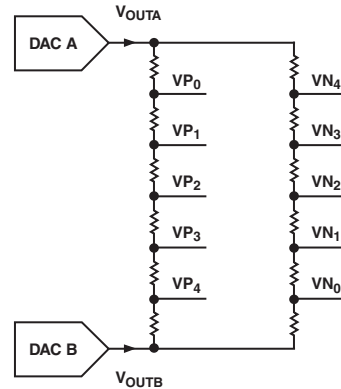 VOUTA
DAC A
VP0 VN4
VP1 VN3
VP2 VN2
VP3 VN1
VP4 VN0
DAC B
VOUTB